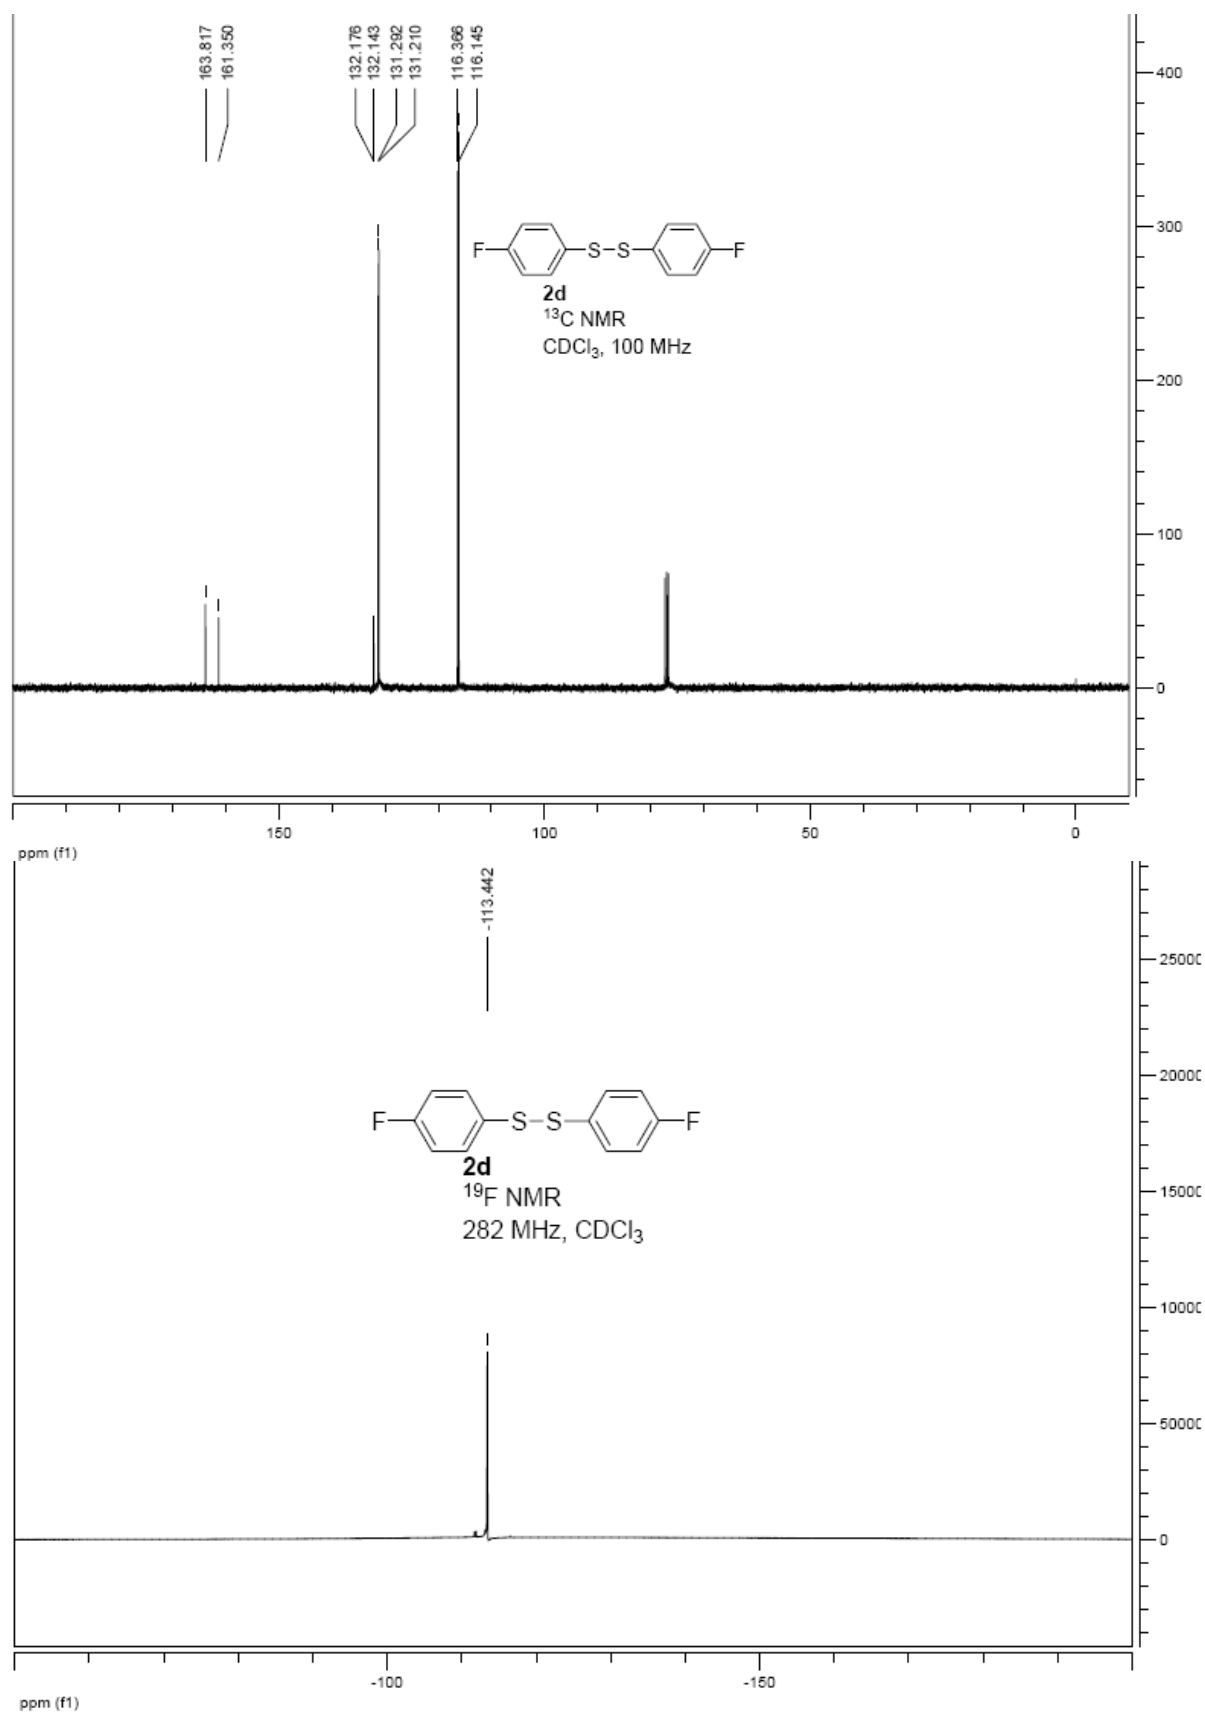 163.817
161.350
132.176
132.143
131.292
131.210
116.366
116.145
400
300
200
100
0
F S S F
2d
13C NMR
CDCl3, 100 MHz
150 100 50 0
ppm (f1)
-113.442
25000
20000
15000
10000
50000
0
F S S F
2d
19F NMR
282 MHz, CDCl3
-100 -150
ppm (f1)